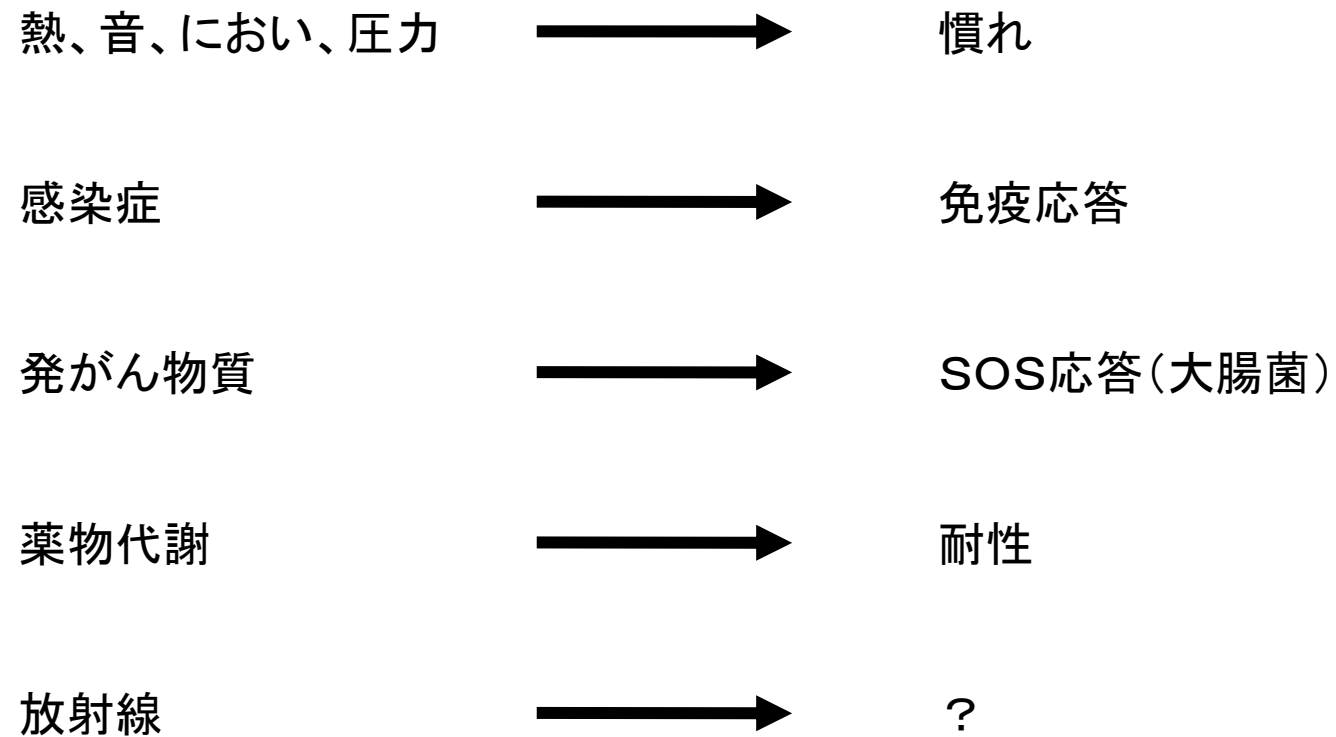 熱、音、におい、圧力 慣れ
感染症 免疫応答
発がん物質 ＳＯＳ応答（大腸菌）
薬物代謝 耐性
放射線 ？